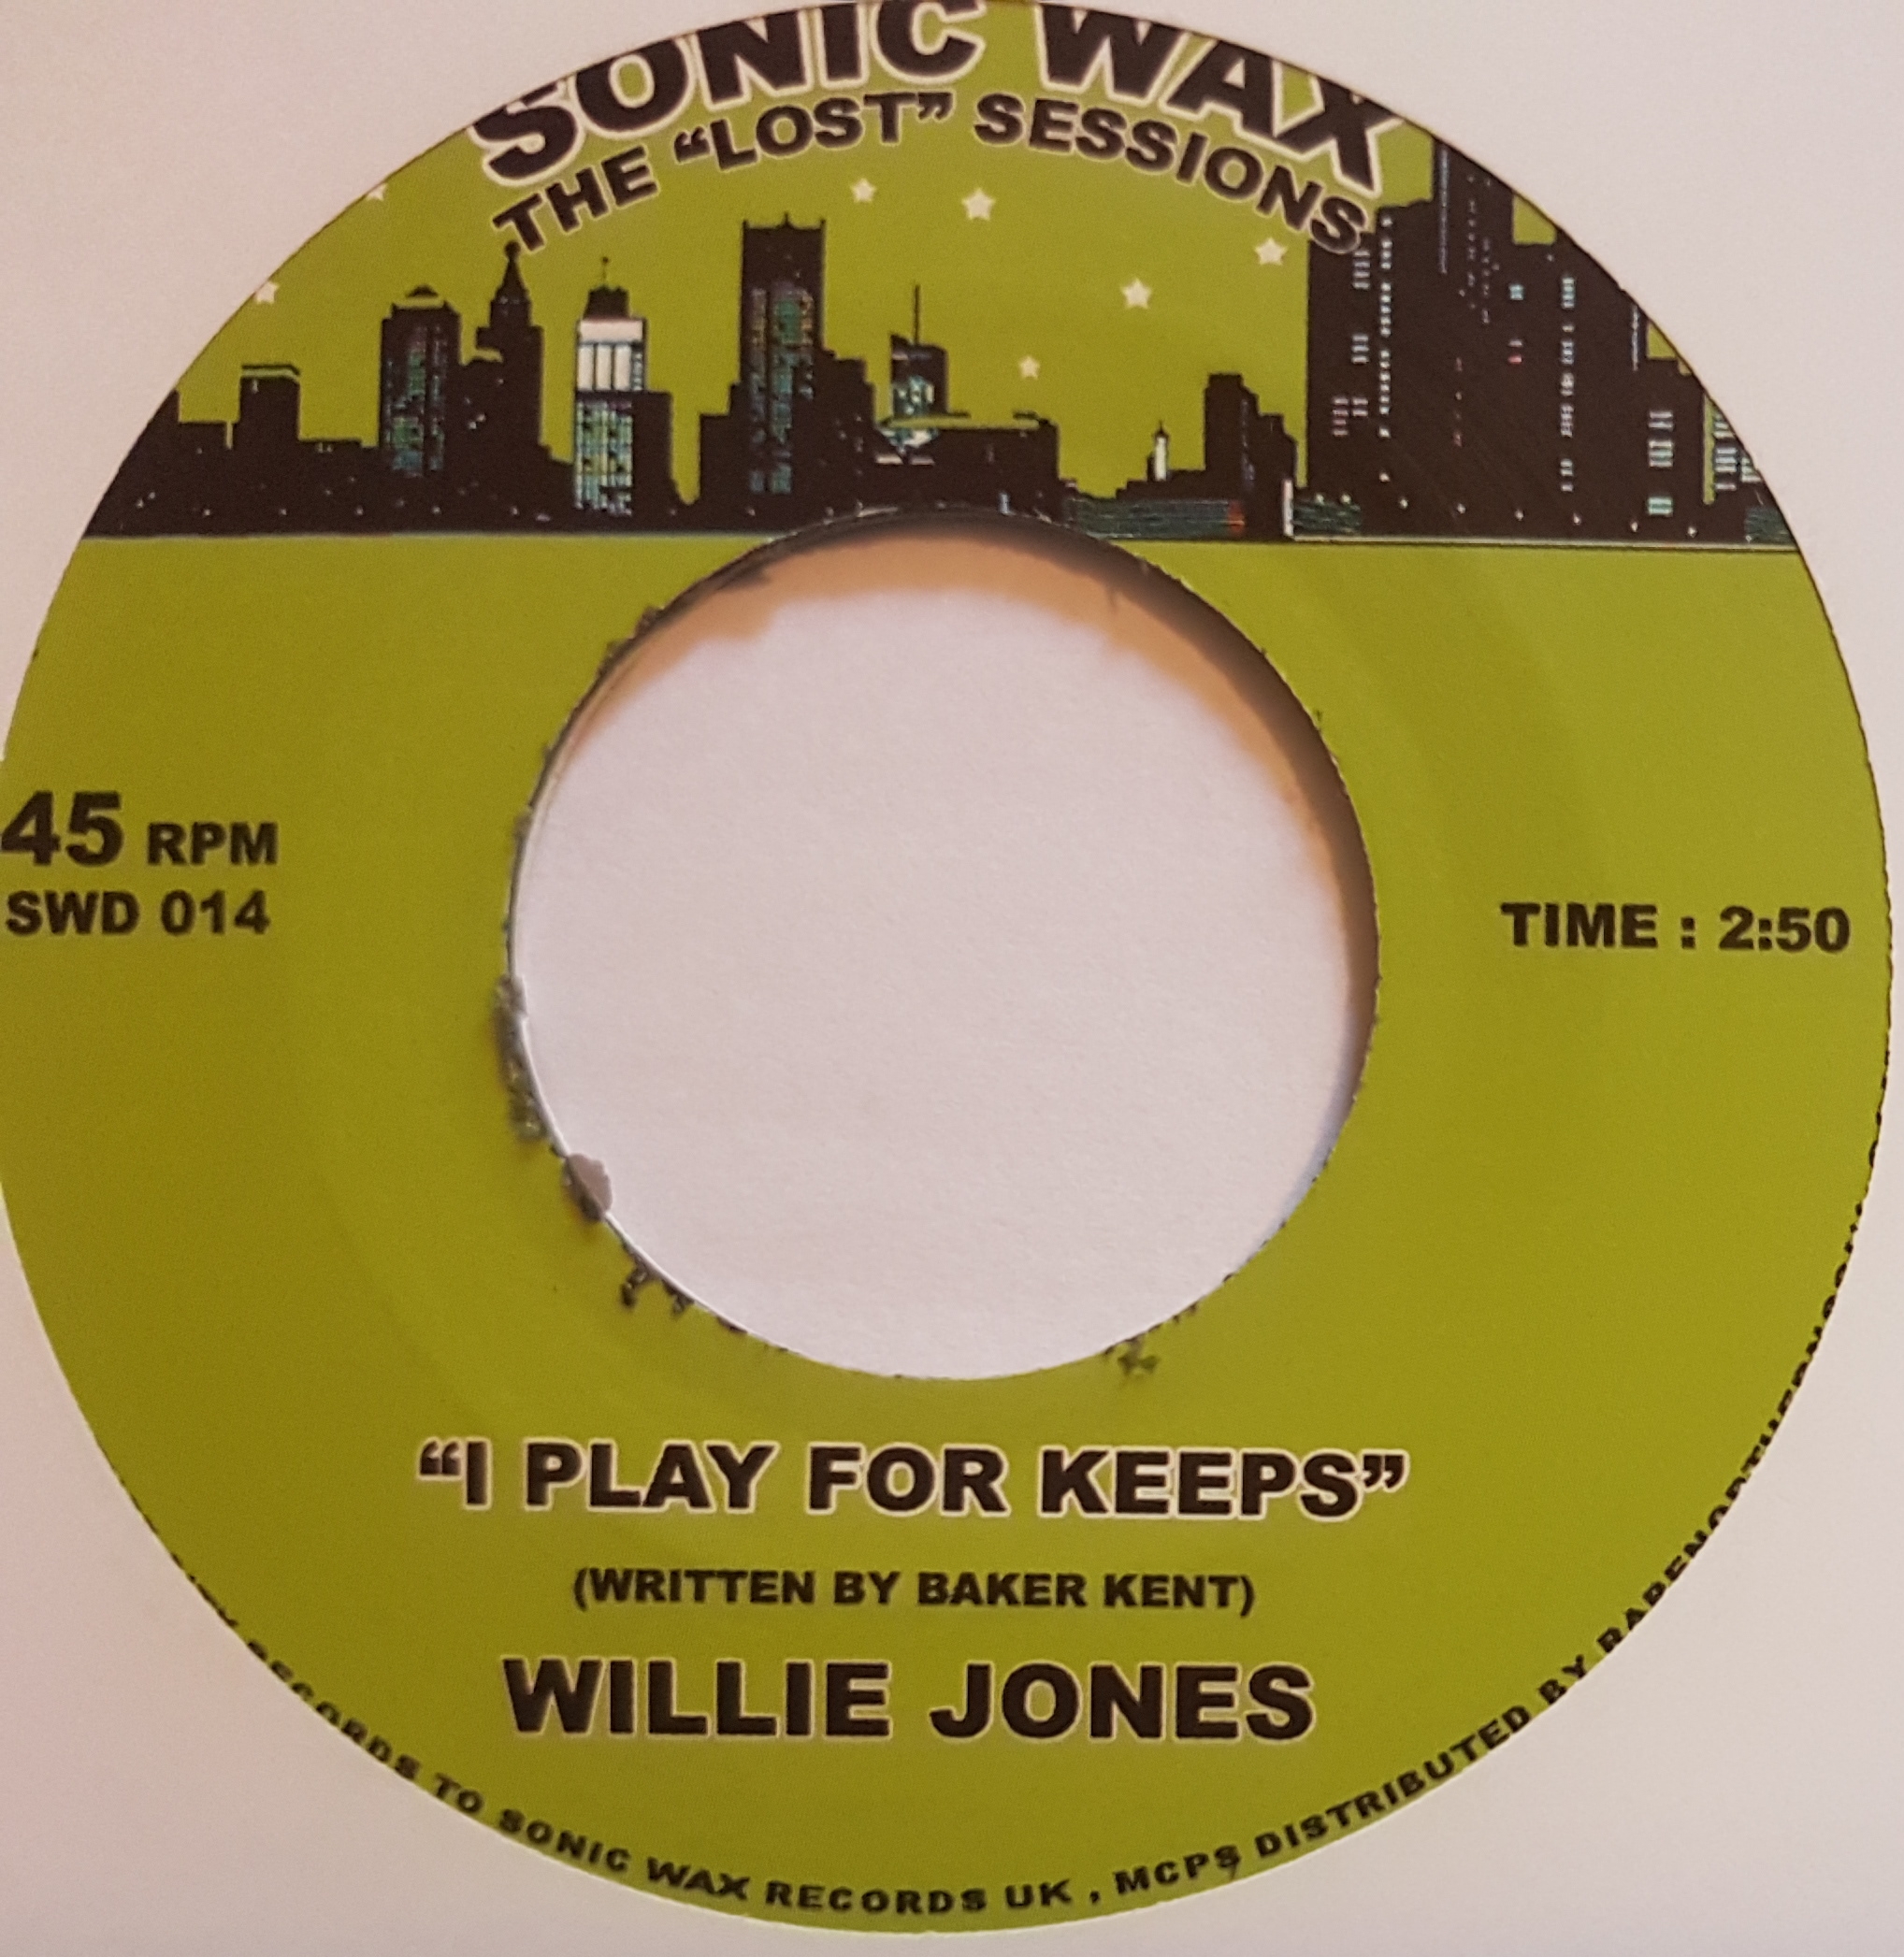 SONIC WAX
THE “LOST” SESSIONS
45 RPM
SWD 014
TIME : 2:50
“I PLAY FOR KEEPS”
(WRITTEN BY BAKER KENT)
WILLIE JONES
RECORDS TO SONIC WAX RECORDS UK , MCPS DISTRIBUTED BY